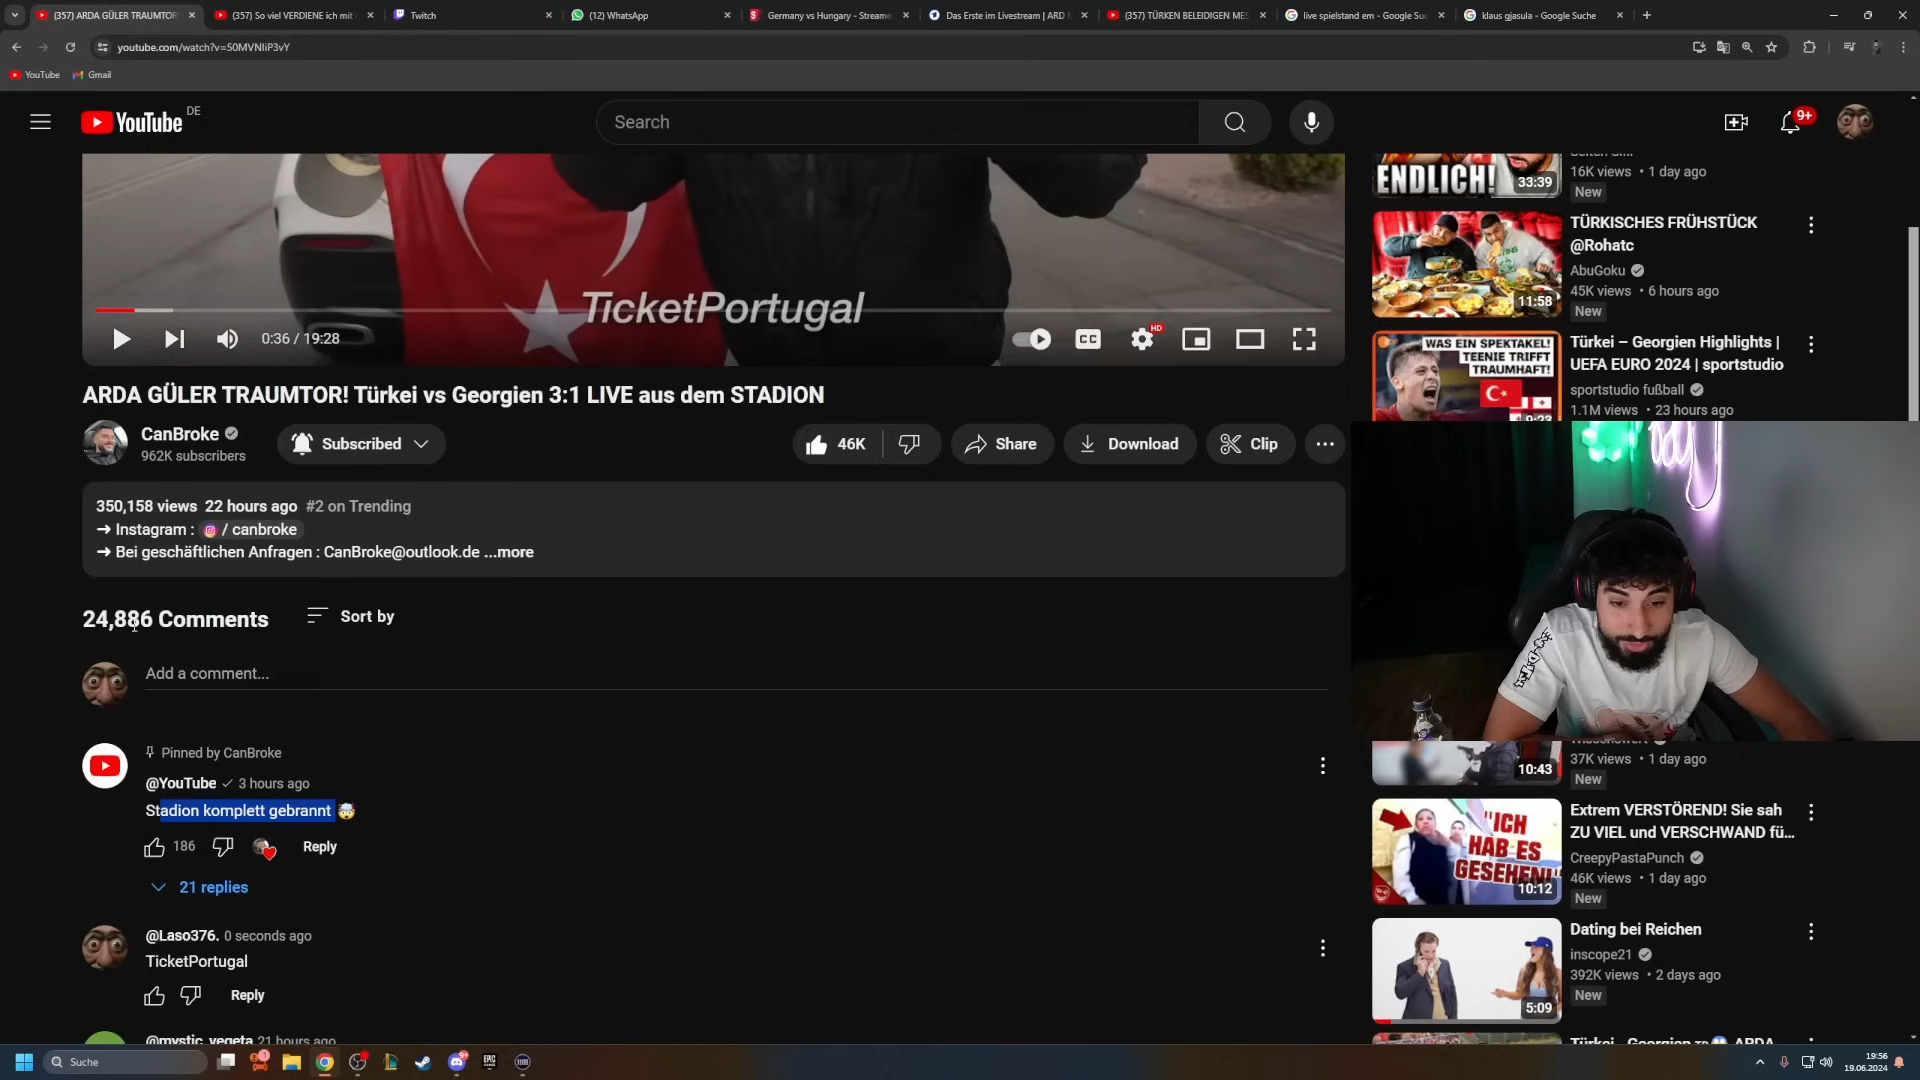 (357) ARDA GÜLER TRAUMTOR
(357) So viel VERDIENE ich mit
Twitch
(12) WhatsApp
Germany vs Hungary - Streame
Das Erste im Livestream | ARD
(357) TÜRKEN BELEIDIGEN MES
live spielstand em - Google Suc
klaus gjasula - Google Suche
youtube.com/watch?v=50MVNIiP3vY
YouTube
Gmail
YouTube DE
Search
9+
TicketPortugal
0:36 / 19:28
CC
HD
ARDA GÜLER TRAUMTOR! Türkei vs Georgien 3:1 LIVE aus dem STADION
CanBroke
962K subscribers
Subscribed
46K
Share
Download
Clip
350,158 views 22 hours ago #2 on Trending
➔ Instagram : / canbroke
➔ Bei geschäftlichen Anfragen : CanBroke@outlook.de ...more
24,886 Comments
Sort by
Add a comment...
Pinned by CanBroke
@YouTube ✓ 3 hours ago
Stadion komplett gebrannt 🤯
186
Reply
21 replies
@Laso376. 0 seconds ago
TicketPortugal
Reply
@mystic_vegeta 21 hours ago
ENDLICH!
33:39
16K views • 1 day ago
New
11:58
TÜRKISCHES FRÜHSTÜCK
@Rohatc
AbuGoku
45K views • 6 hours ago
New
WAS EIN SPEKTAKEL!
TEENIE TRIFFT
TRAUMHAFT!
Türkei – Georgien Highlights |
UEFA EURO 2024 | sportstudio
sportstudio fußball
1.1M views • 23 hours ago
10:43
37K views • 1 day ago
New
"ICH
HAB ES
GESEHEN!"
10:12
Extrem VERSTÖREND! Sie sah
ZU VIEL und VERSCHWAND fü...
CreepyPastaPunch
46K views • 1 day ago
New
5:09
Dating bei Reichen
inscope21
392K views • 2 days ago
New
Türkei - Georgien TR ARDA
Suche
EPIC
19:56
19.06.2024